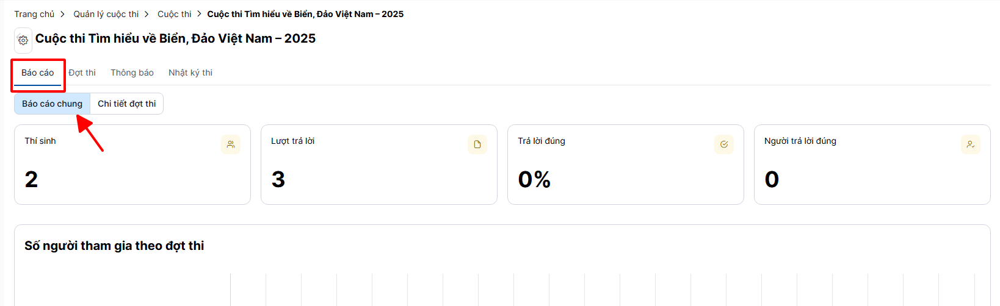 Trang chủ > Quản lý cuộc thi > Cuộc thi > Cuộc thi Tìm hiểu về Biển, Đảo Việt Nam – 2025
Cuộc thi Tìm hiểu về Biển, Đảo Việt Nam – 2025
Báo cáo Đợt thi Thông báo Nhật ký thi
Báo cáo chung Chi tiết đợt thi
Thí sinh Lượt trả lời Trả lời đúng Người trả lời đúng
2 3 0% 0
Số người tham gia theo đợt thi